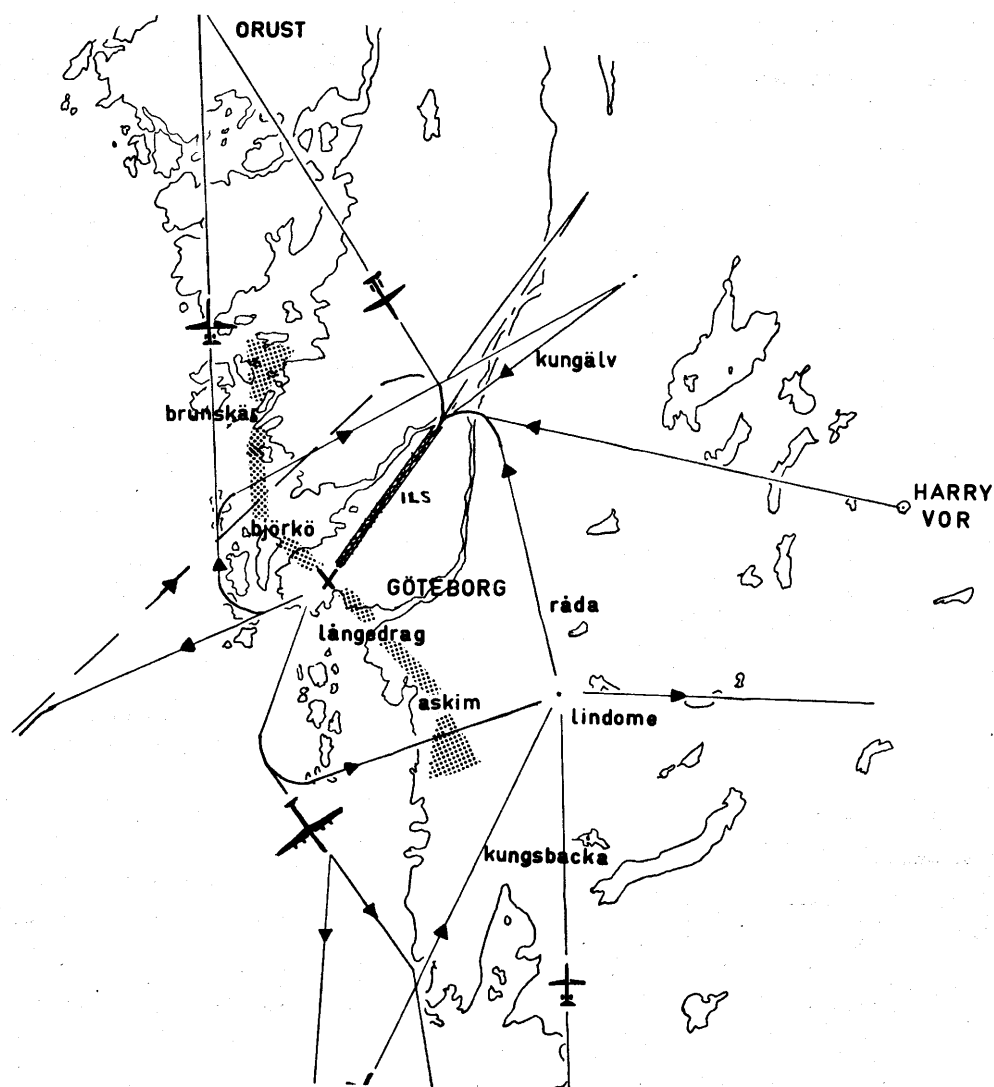 ORUST
kungälv
brunskär
HARRY
VOR
ILS
björkö
GÖTEBORG
råda
långedrag
askim
lindome
kungsbacka